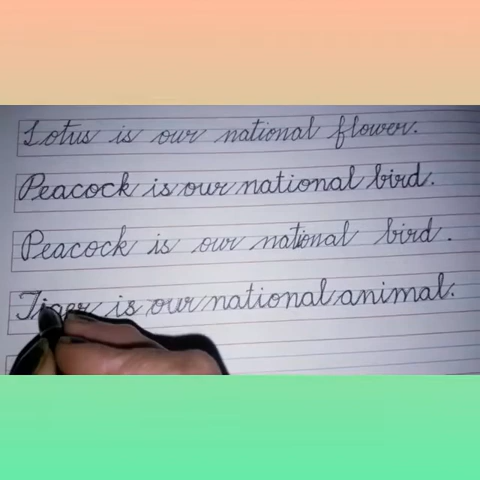 Lotus is our national flower.
Peacock is our national bird.
Peacock is our national bird.
Tiger is our national animal.